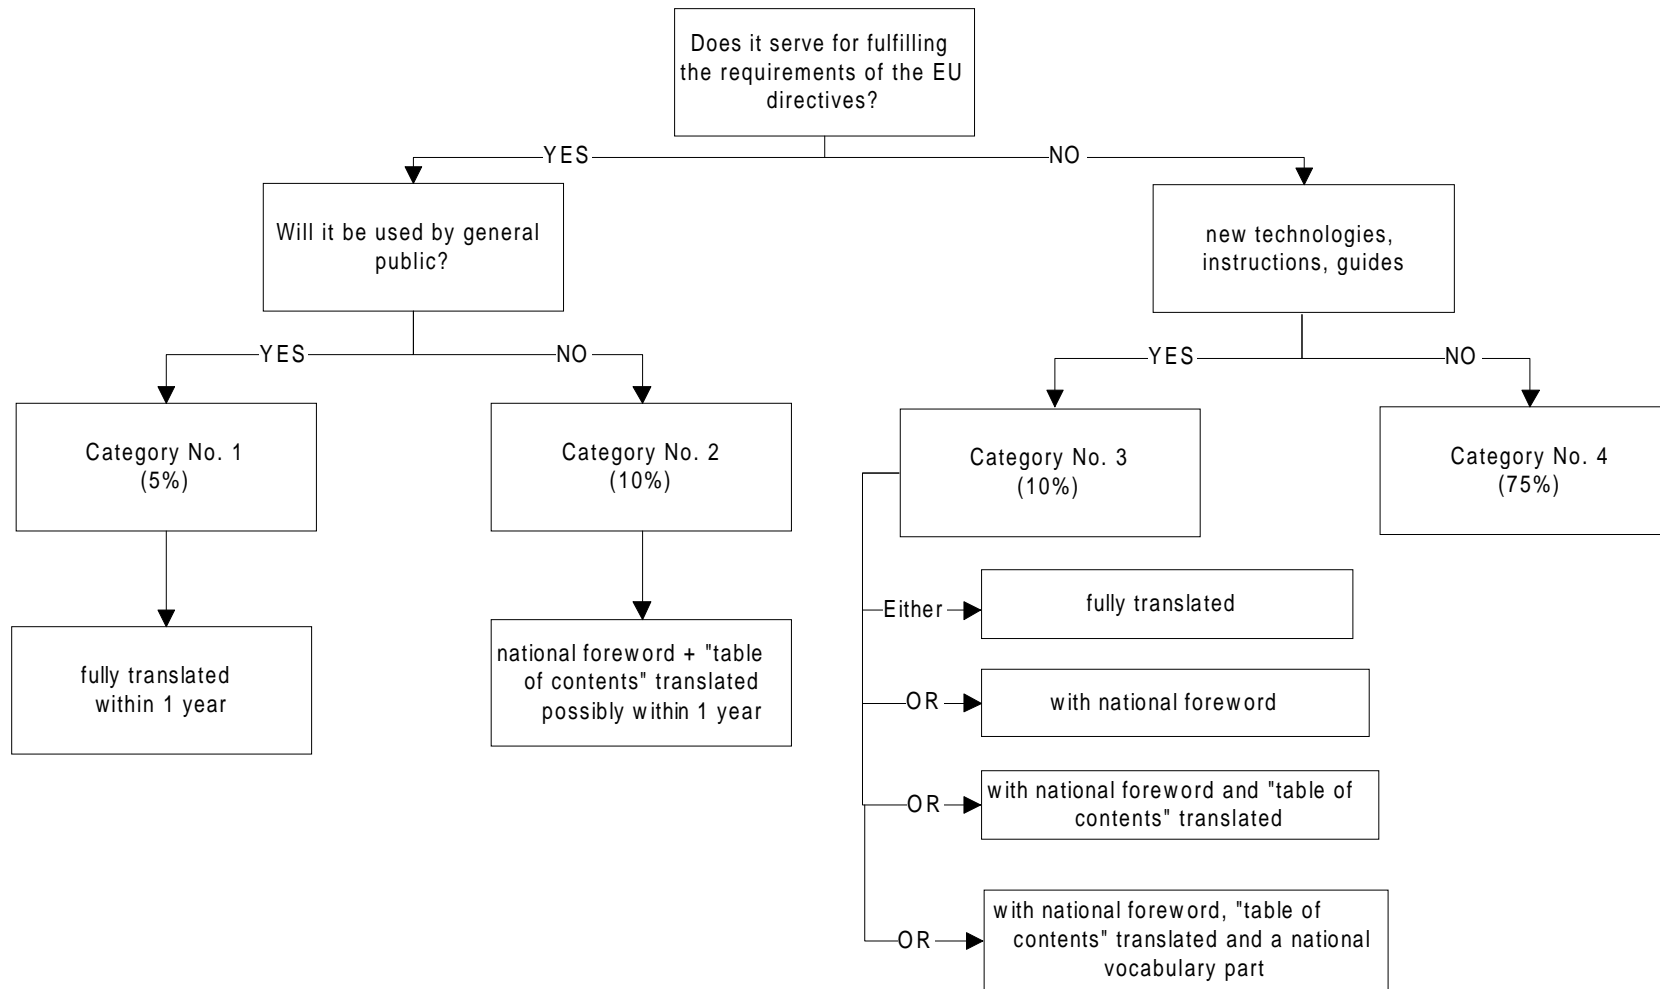 Does it serve for fulfilling
the requirements of the EU
directives?
YES
NO
Will it be used by general
public?
new technologies,
instructions, guides
YES
NO
YES
NO
Category No. 1
(5%)
Category No. 2
(10%)
Category No. 3
(10%)
Category No. 4
(75%)
fully translated
within 1 year
national foreword + "table
of contents" translated
possibly within 1 year
Either
fully translated
OR
with national foreword
OR
with national foreword and "table of
contents" translated
OR
with national foreword, "table of
contents" translated and a national
vocabulary part